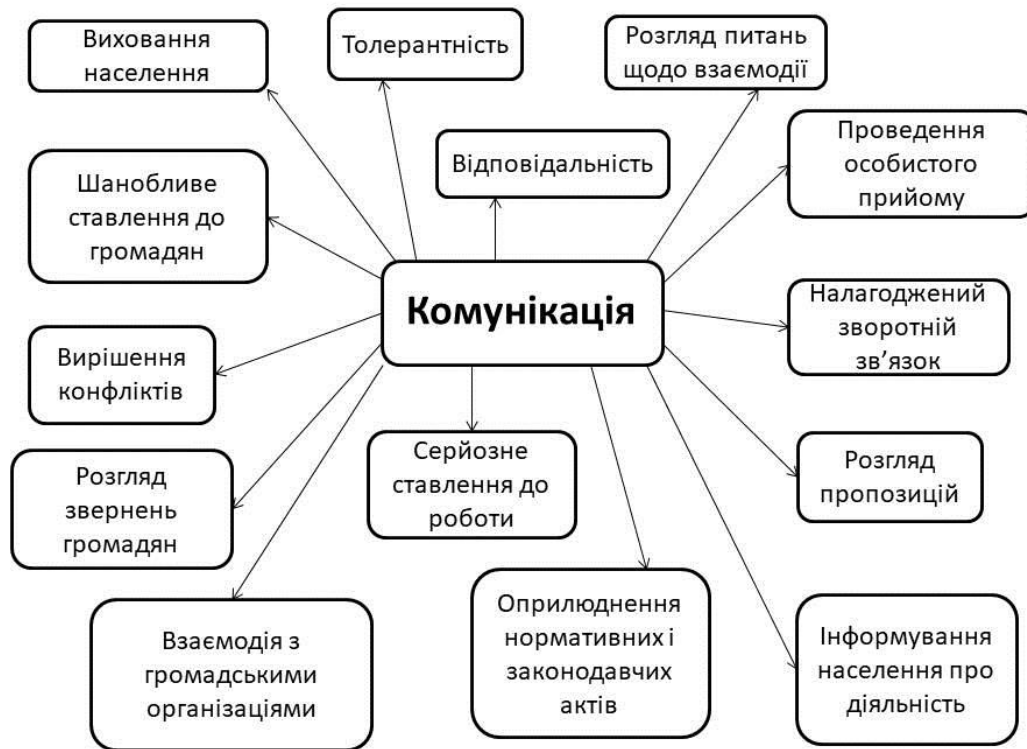 Виховання
населення
Толерантність
Розгляд питань
щодо взаємодії
Відповідальність
Проведення
особистого
прийому
Шанобливе
ставлення до
громадян
Комунікація
Налагоджений
зворотній
зв’язок
Вирішення
конфліктів
Серйозне
ставлення до
роботи
Розгляд
пропозицій
Розгляд
звернень
громадян
Взаємодія з
громадськими
організаціями
Оприлюднення
нормативних і
законодавчих
актів
Інформування
населення про
діяльність